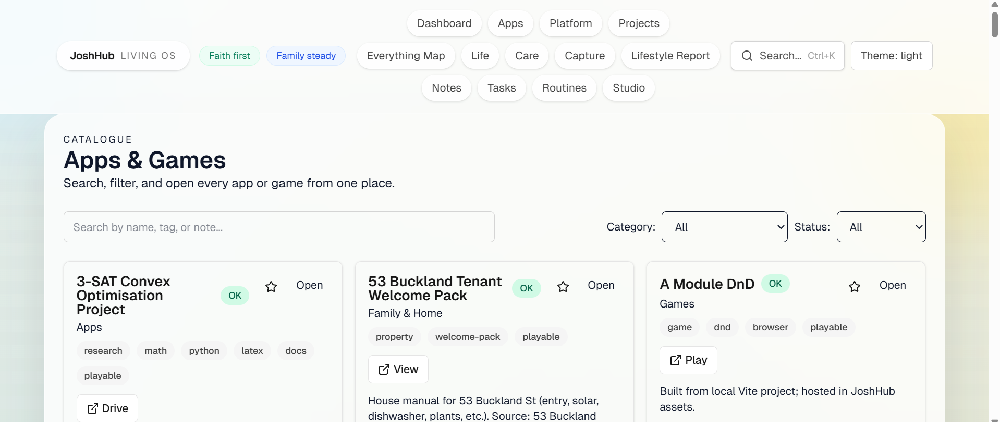 Dashboard Apps Platform Projects
JoshHub LIVING OS Faith first Family steady Everything Map Life Care Capture Lifestyle Report Search... Ctrl+K Theme: light
Notes Tasks Routines Studio
CATALOGUE
Apps & Games
Search, filter, and open every app or game from one place.
Search by name, tag, or note...
Category: All Status: All
3-SAT Convex
Optimisation
Project
OK
Open
Apps
research math python latex docs
playable
Drive
53 Buckland Tenant
Welcome Pack
OK
Open
Family & Home
property welcome-pack playable
View
House manual for 53 Buckland St (entry, solar,
dishwasher, plants, etc.). Source: 53 Buckland
A Module DnD
OK
Open
Games
game dnd browser playable
Play
Built from local Vite project; hosted in JoshHub
assets.